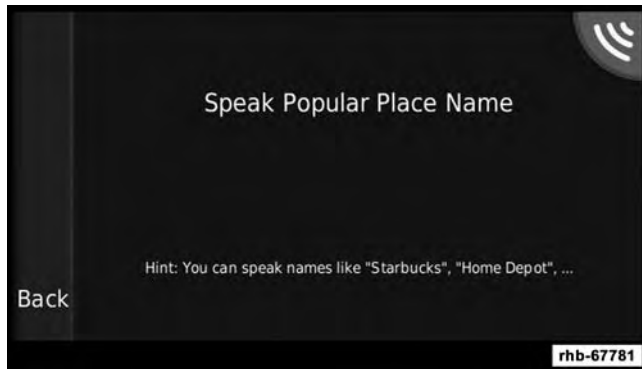 Speak Popular Place Name
Hint: You can speak names like "Starbucks", "Home Depot", ...
Back
rhb-67781